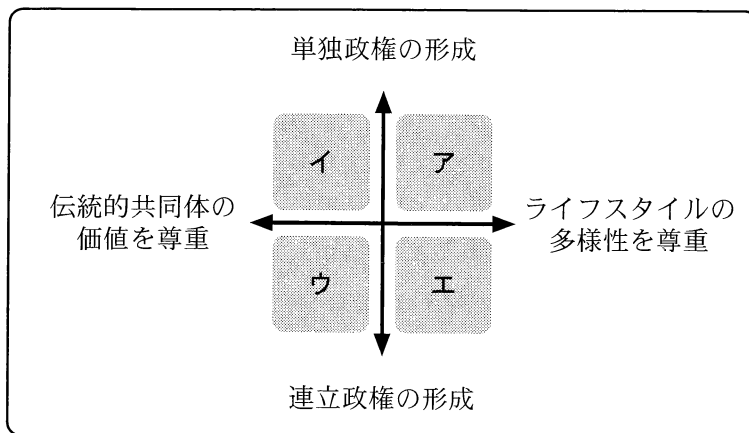 単独政権の形成
イ
ア
伝統的共同体の
価値を尊重
ライフスタイルの
多様性を尊重
ウ
エ
連立政権の形成